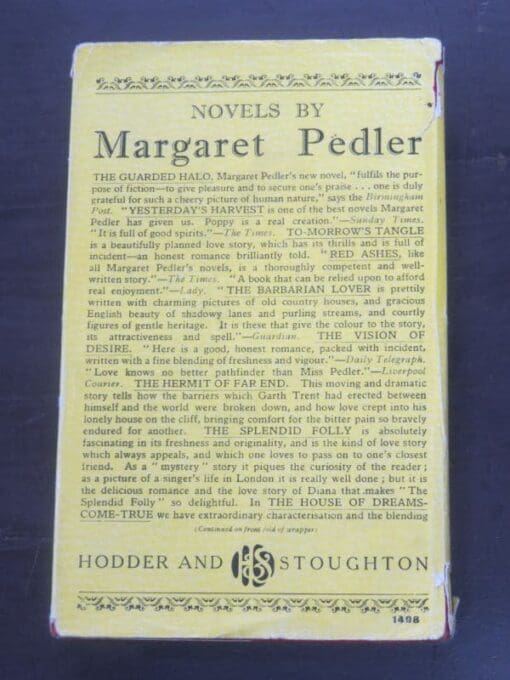 NOVELS BY
Margaret Pedler
THE GUARDED HALO, Margaret Pedler's new novel, "fulfils the pur-
pose of fiction—to give pleasure and to secure one's praise . . . one is duly
grateful for such a cheery picture of human nature," says the Birmingham
Post. "YESTERDAY'S HARVEST is one of the best novels Margaret
Pedler has given us. Poppy is a real creation."—Sunday Times.
"It is full of good spirits."—The Times. TO-MORROW'S TANGLE
is a beautifully planned love story, which has its thrills and is full of
incident—an honest romance brilliantly told. "RED ASHES, like
all Margaret Pedler's novels, is a thoroughly competent and well-
written story."—The Times. "A book that can be relied upon to afford
real enjoyment."—Lady. "THE BARBARIAN LOVER is prettily
written with charming pictures of old country houses, and gracious
English beauty of shadowy lanes and purling streams, and courtly
figures of gentle heritage. It is these that give the colour to the story,
its attractiveness and spell."—Guardian. THE VISION OF
DESIRE. "Here is a good, honest romance, packed with incident,
written with a fine blending of freshness and vigour."—Daily Telegraph.
"Love knows no better pathfinder than Miss Pedler."—Liverpool
Courier. THE HERMIT OF FAR END. This moving and dramatic
story tells how the barriers which Garth Trent had erected between
himself and the world were broken down, and how love crept into his
lonely house on the cliff, bringing comfort for the bitter pain so bravely
endured for another. THE SPLENDID FOLLY is absolutely
fascinating in its freshness and originality, and is the kind of love story
which always appeals, and which one loves to pass on to one's closest
friend. As a "mystery" story it piques the curiosity of the reader ;
as a picture of a singer's life in London it is really well done ; but it
is the delicious romance and the love story of Diana that makes "The
Splendid Folly" so delightful. In THE HOUSE OF DREAMS-
COME-TRUE we have extraordinary characterisation and the blending
(Continued on front fold of wrapper)
HODDER AND HS STOUGHTON
1498